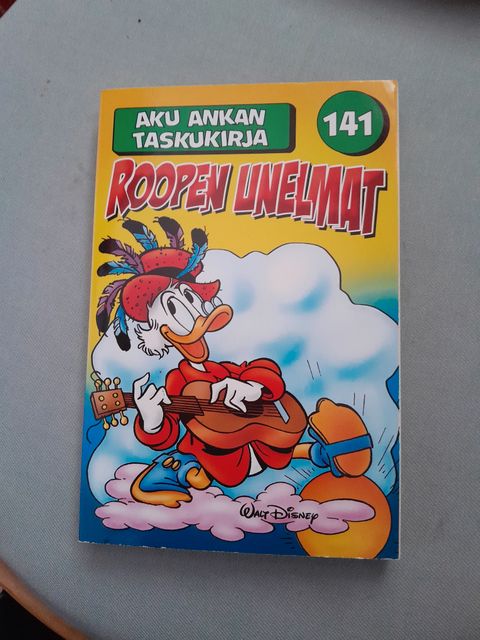 AKU ANKAN
TASKUKIRJA
141
ROOPEN UNELMAT
WALT DISNEY